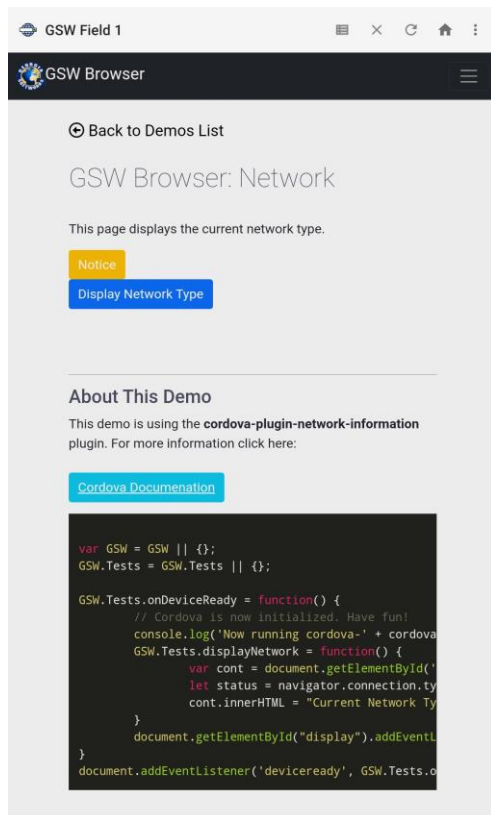 GSW Field 1
GSW Browser
Back to Demos List
GSW Browser: Network
This page displays the current network type.
Notice
Display Network Type
About This Demo
This demo is using the cordova-plugin-network-information
plugin. For more information click here:
Cordova Documenation
var GSW = GSW || {};
GSW.Tests = GSW.Tests || {};
GSW.Tests.onDeviceReady = function() {
// Cordova is now initialized. Have fun!
console.log('Now running cordova-' + cordova
GSW.Tests.displayNetwork = function() {
var cont = document.getElementById('
let status = navigator.connection.ty
cont.innerHTML = "Current Network Ty
}
document.getElementById("display").addEventL
}
document.addEventListener('deviceready', GSW.Tests.o